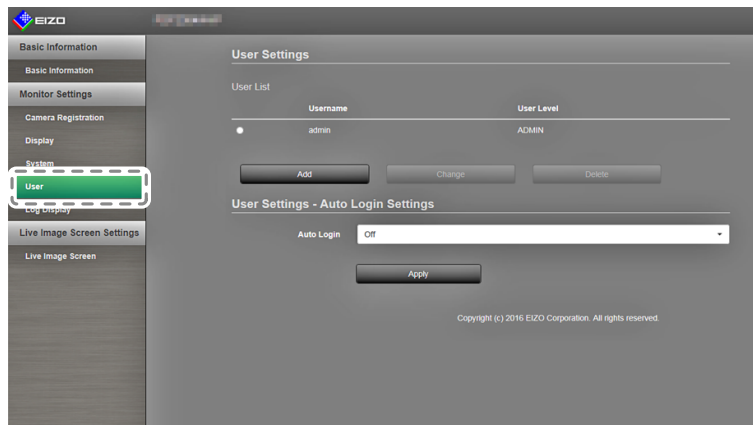 EIZO
Basic Information
Basic Information
Monitor Settings
Camera Registration
Display
System
User
Log Display
Live Image Screen Settings
Live Image Screen
User Settings
User List
Username User Level
admin ADMIN
Add Change Delete
User Settings - Auto Login Settings
Auto Login Off
Apply
Copyright (c) 2016 EIZO Corporation. All rights reserved.